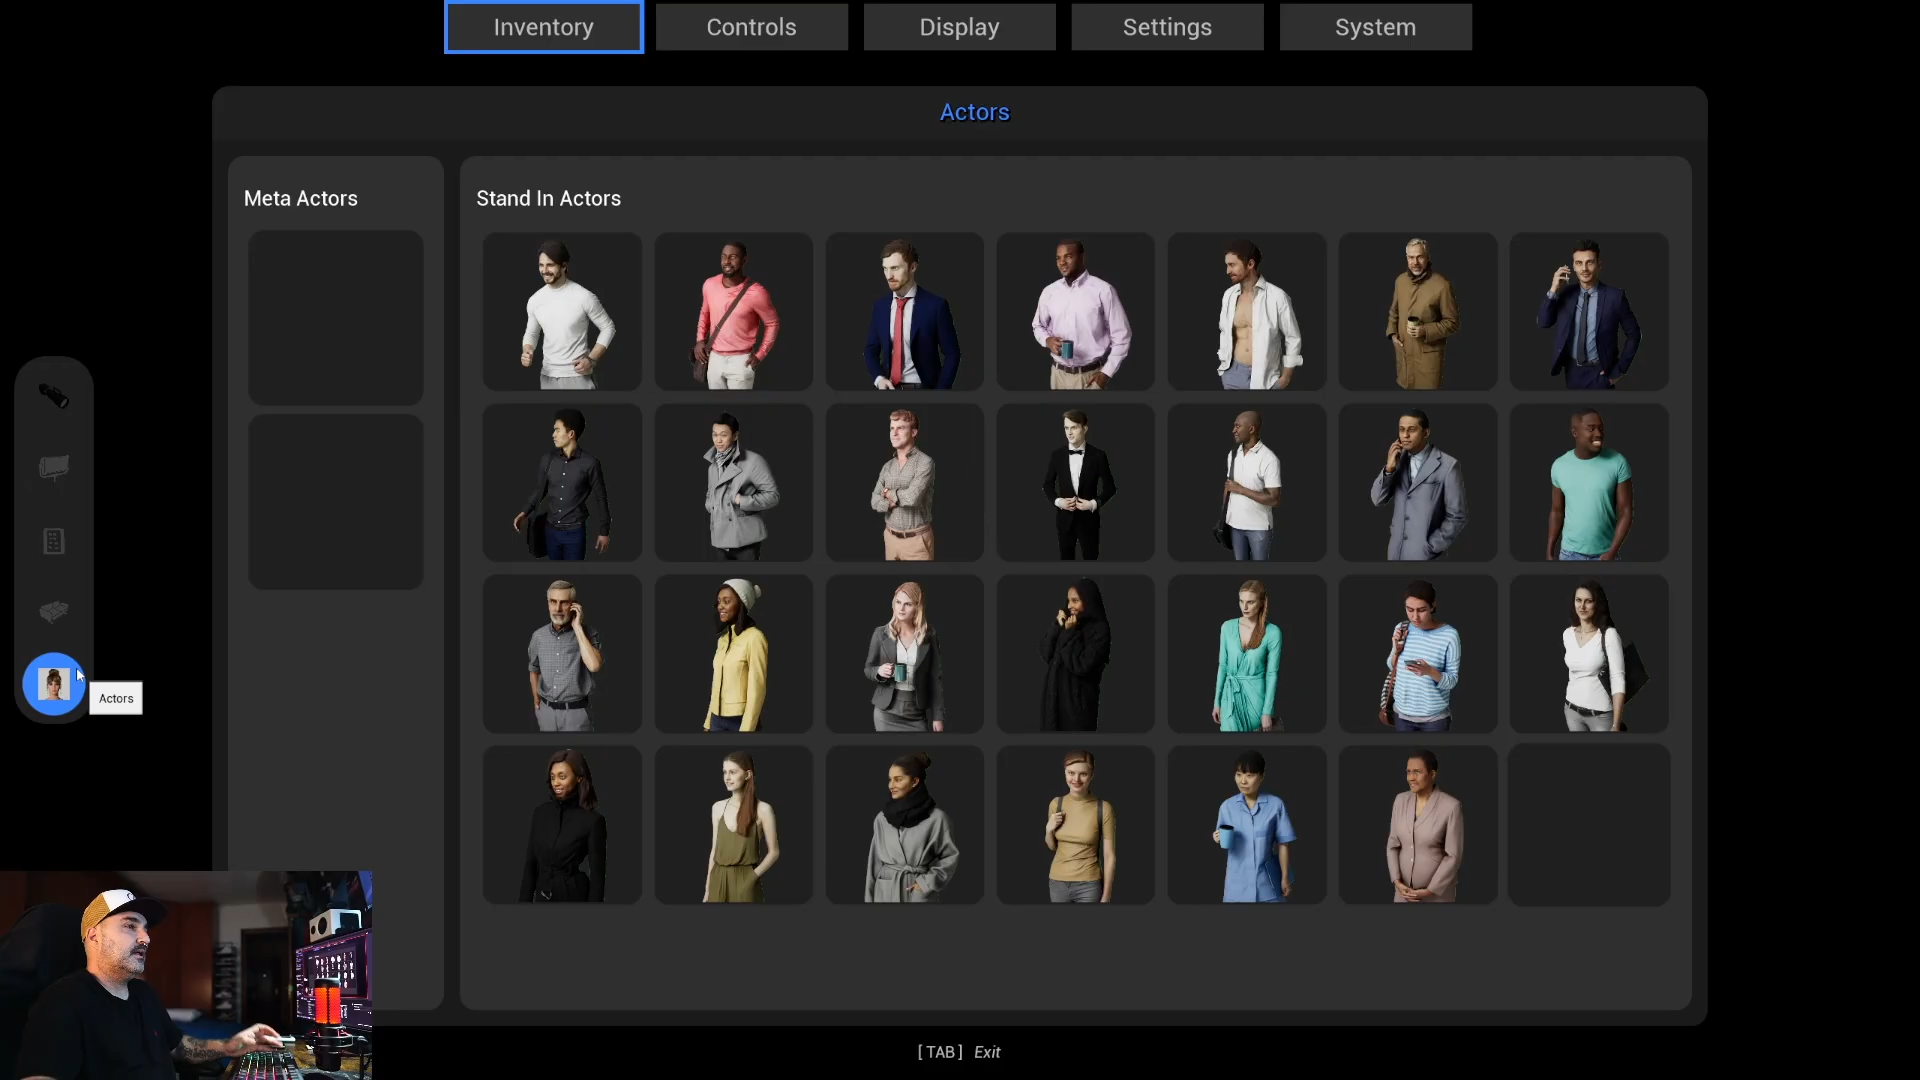 Inventory
Controls
Display
Settings
System
Actors
Meta Actors
Stand In Actors
Actors
[ TAB ] Exit